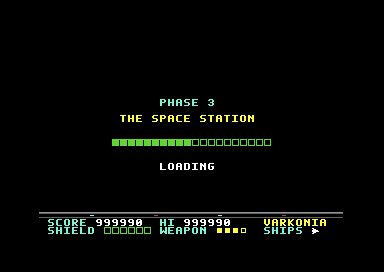 PHASE 3
THE SPACE STATION
LOADING
SCORE 999990 HI 999990 VARKONIA
SHIELD WEAPON SHIPS